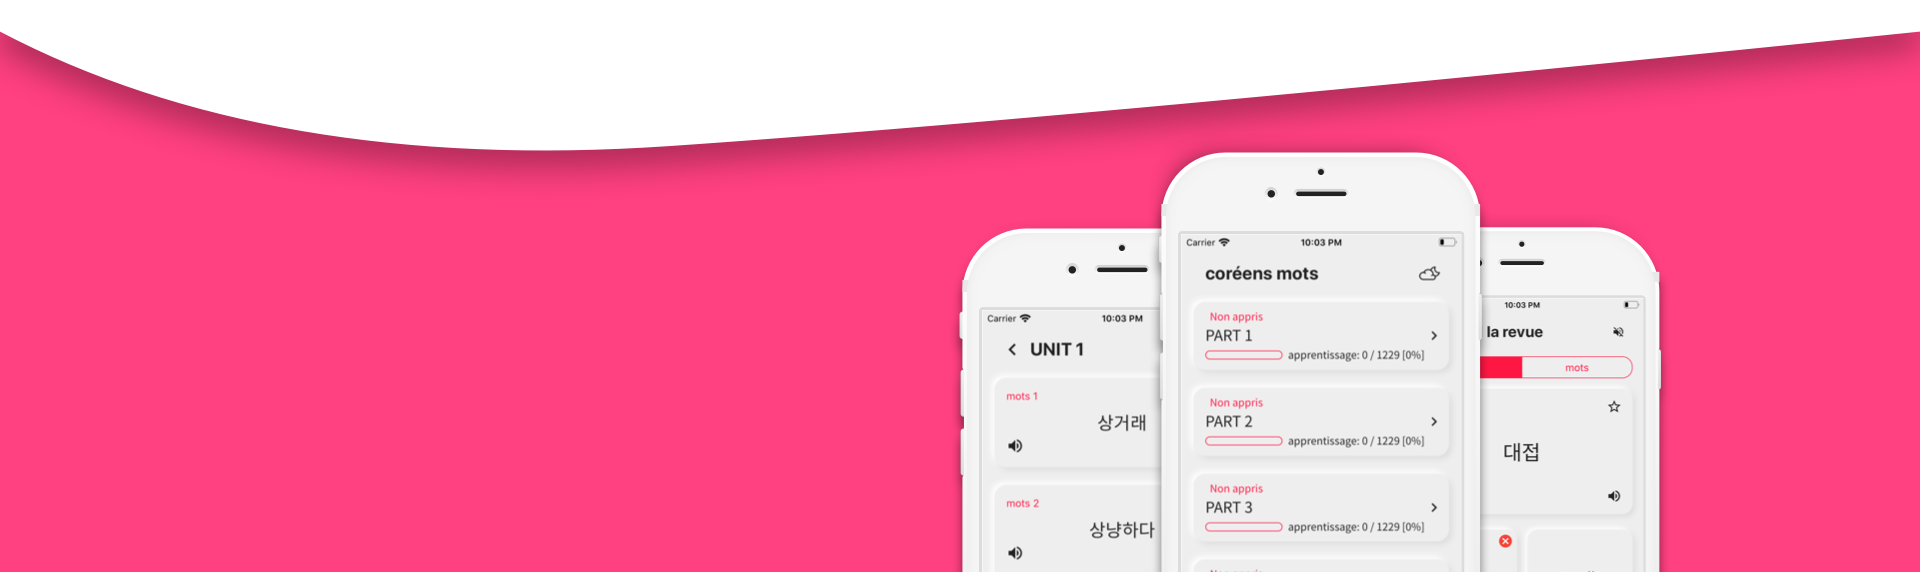 Carrier
10:03 PM
UNIT 1
mots 1
상거래
mots 2
상냥하다
Carrier
10:03 PM
coréens mots
Non appris
PART 1
apprentissage: 0 / 1229 [0%]
Non appris
PART 2
apprentissage: 0 / 1229 [0%]
Non appris
PART 3
apprentissage: 0 / 1229 [0%]
10:03 PM
la revue
mots
대접